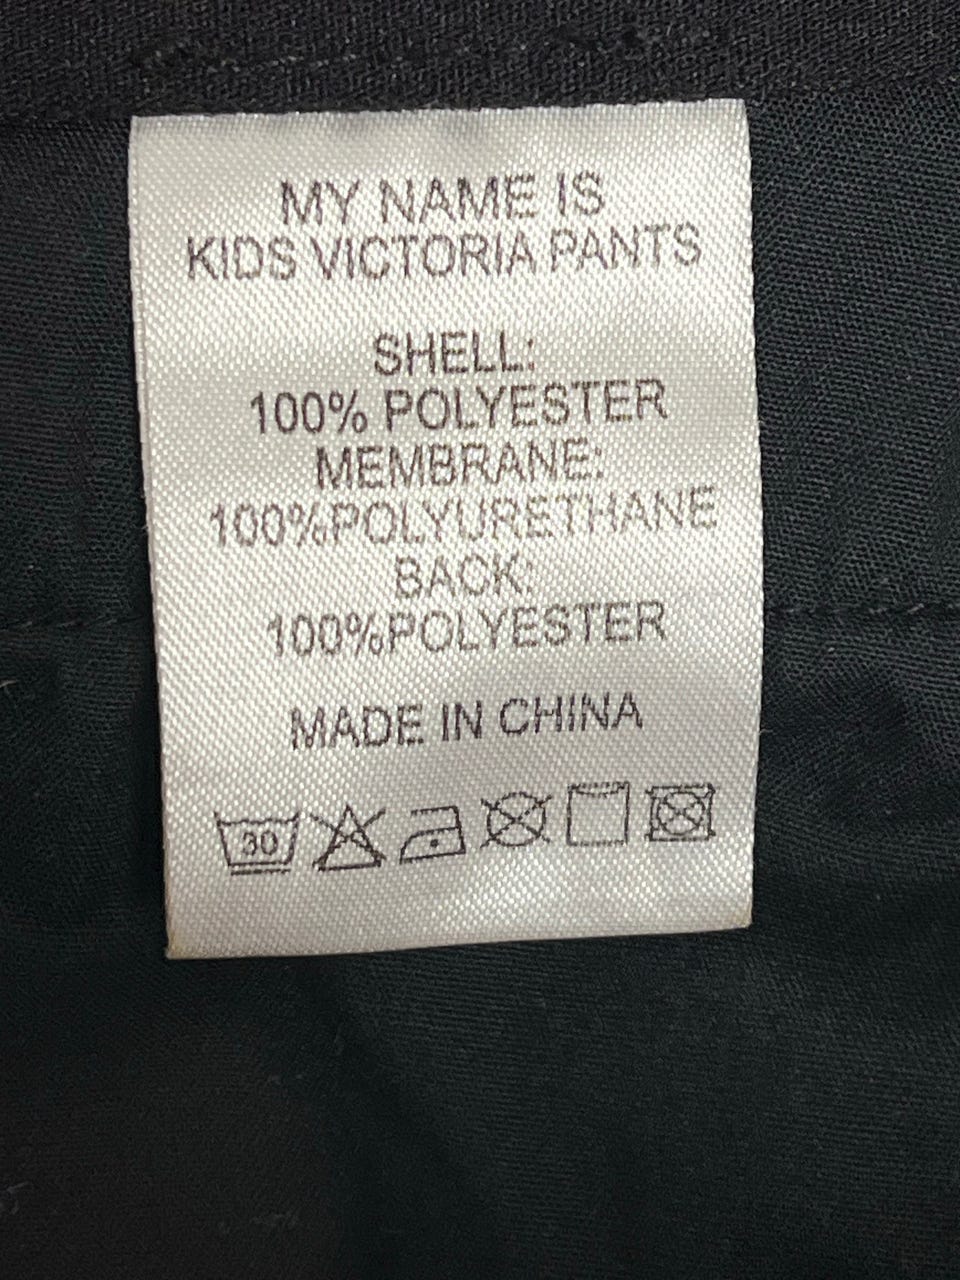 MY NAME IS
KIDS VICTORIA PANTS
SHELL:
100% POLYESTER
MEMBRANE:
100%POLYURETHANE
BACK:
100%POLYESTER
MADE IN CHINA
30